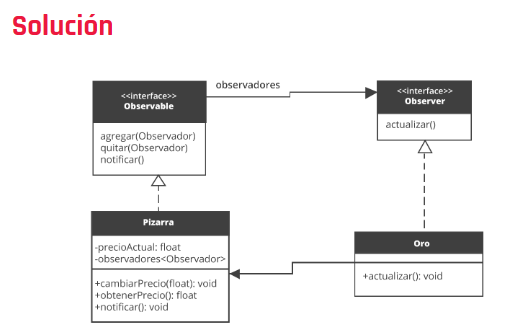 Solución
observadores
<<interface>>
Observable
agregar(Observador)
quitar(Observador)
notificar()
<<interface>>
Observer
actualizar()
Pizarra
-precioActual: float
-observadores<Observador>
+cambiarPrecio(float): void
+obtenerPrecio(): float
+notificar(): void
Oro
+actualizar(): void